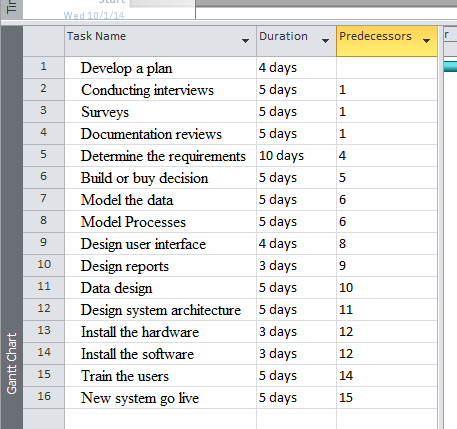 Start
Wed 10/1/14
Task Name Duration Predecessors
1 Develop a plan 4 days
2 Conducting interviews 5 days 1
3 Surveys 5 days 1
4 Documentation reviews 5 days 1
5 Determine the requirements 10 days 4
6 Build or buy decision 5 days 5
7 Model the data 5 days 6
8 Model Processes 5 days 6
9 Design user interface 4 days 8
10 Design reports 3 days 9
11 Data design 5 days 10
12 Design system architecture 5 days 11
13 Install the hardware 3 days 12
14 Install the software 3 days 12
15 Train the users 5 days 14
16 New system go live 5 days 15
Gantt Chart